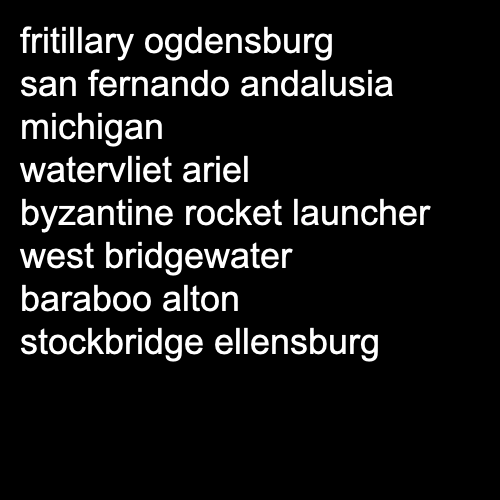 fritillary ogdensburg
san fernando andalusia
michigan
watervliet ariel
byzantine rocket launcher
west bridgewater
baraboo alton
stockbridge ellensburg